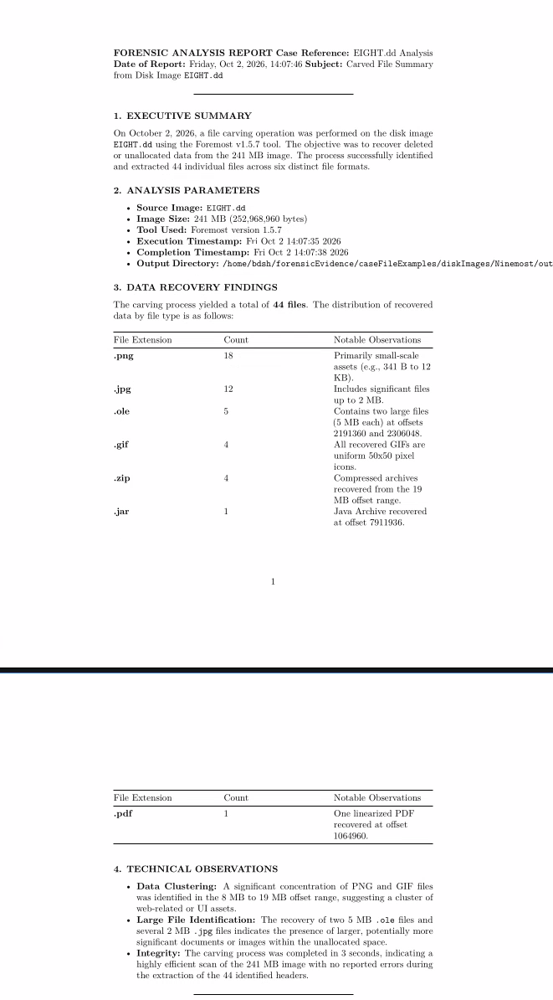 FORENSIC ANALYSIS REPORT Case Reference: EIGHT.dd Analysis
Date of Report: Friday, Oct 2, 2026, 14:07:46 Subject: Carved File Summary
from Disk Image EIGHT.dd
1. EXECUTIVE SUMMARY
On October 2, 2026, a file carving operation was performed on the disk image
EIGHT.dd using the Foremost v1.5.7 tool. The objective was to recover deleted
or unallocated data from the 241 MB image. The process successfully identified
and extracted 44 individual files across six distinct file formats.
2. ANALYSIS PARAMETERS
• Source Image: EIGHT.dd
• Image Size: 241 MB (252,968,960 bytes)
• Tool Used: Foremost version 1.5.7
• Execution Timestamp: Fri Oct 2 14:07:35 2026
• Completion Timestamp: Fri Oct 2 14:07:38 2026
• Output Directory: /home/bdsh/forensicEvidence/caseFileExamples/diskImages/Ninemost/out
3. DATA RECOVERY FINDINGS
The carving process yielded a total of 44 files. The distribution of recovered
data by file type is as follows:
File Extension Count Notable Observations
.png 18 Primarily small-scale
assets (e.g., 341 B to 12
KB).
.jpg 12 Includes significant files
up to 2 MB.
.ole 5 Contains two large files
(5 MB each) at offsets
2191360 and 2306048.
.gif 4 All recovered GIFs are
uniform 50x50 pixel
icons.
.zip 4 Compressed archives
recovered from the 19
MB offset range.
.jar 1 Java Archive recovered
at offset 7911936.
1
File Extension Count Notable Observations
.pdf 1 One linearized PDF
recovered at offset
1064960.
4. TECHNICAL OBSERVATIONS
• Data Clustering: A significant concentration of PNG and GIF files
was identified in the 8 MB to 19 MB offset range, suggesting a cluster of
web-related or UI assets.
• Large File Identification: The recovery of two 5 MB .ole files and
several 2 MB .jpg files indicates the presence of larger, potentially more
significant documents or images within the unallocated space.
• Integrity: The carving process was completed in 3 seconds, indicating a
highly efficient scan of the 241 MB image with no reported errors during
the extraction of the 44 identified headers.